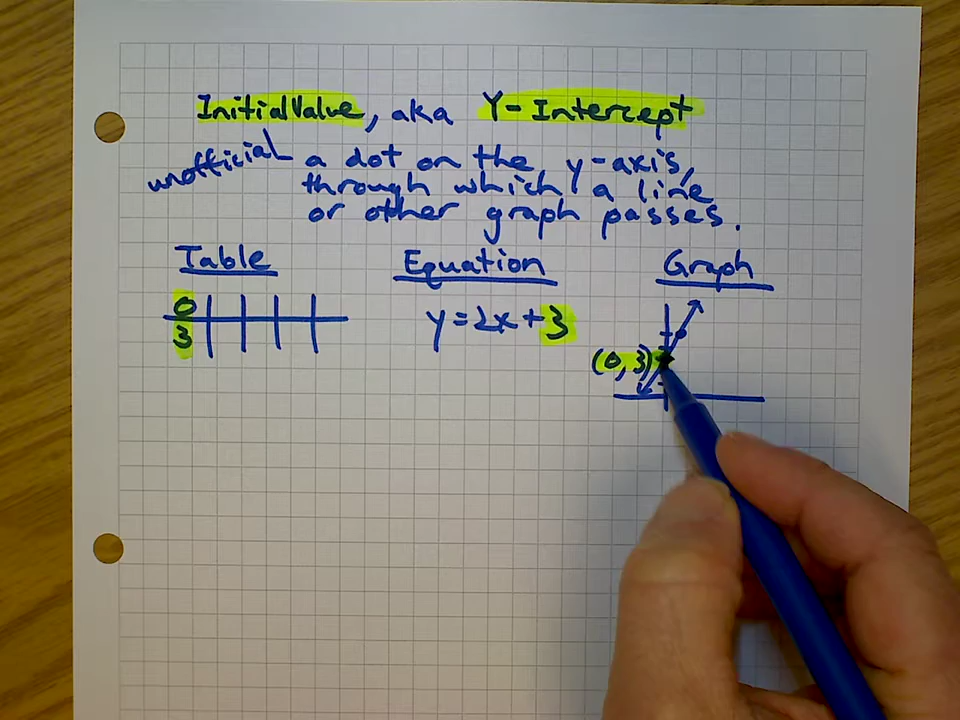 Initial Value, aka Y-Intercept
unofficial a dot on the y-axis,
through which a line
or other graph passes.
Table Equation Graph
0
3
y=2x+3
(0,3)